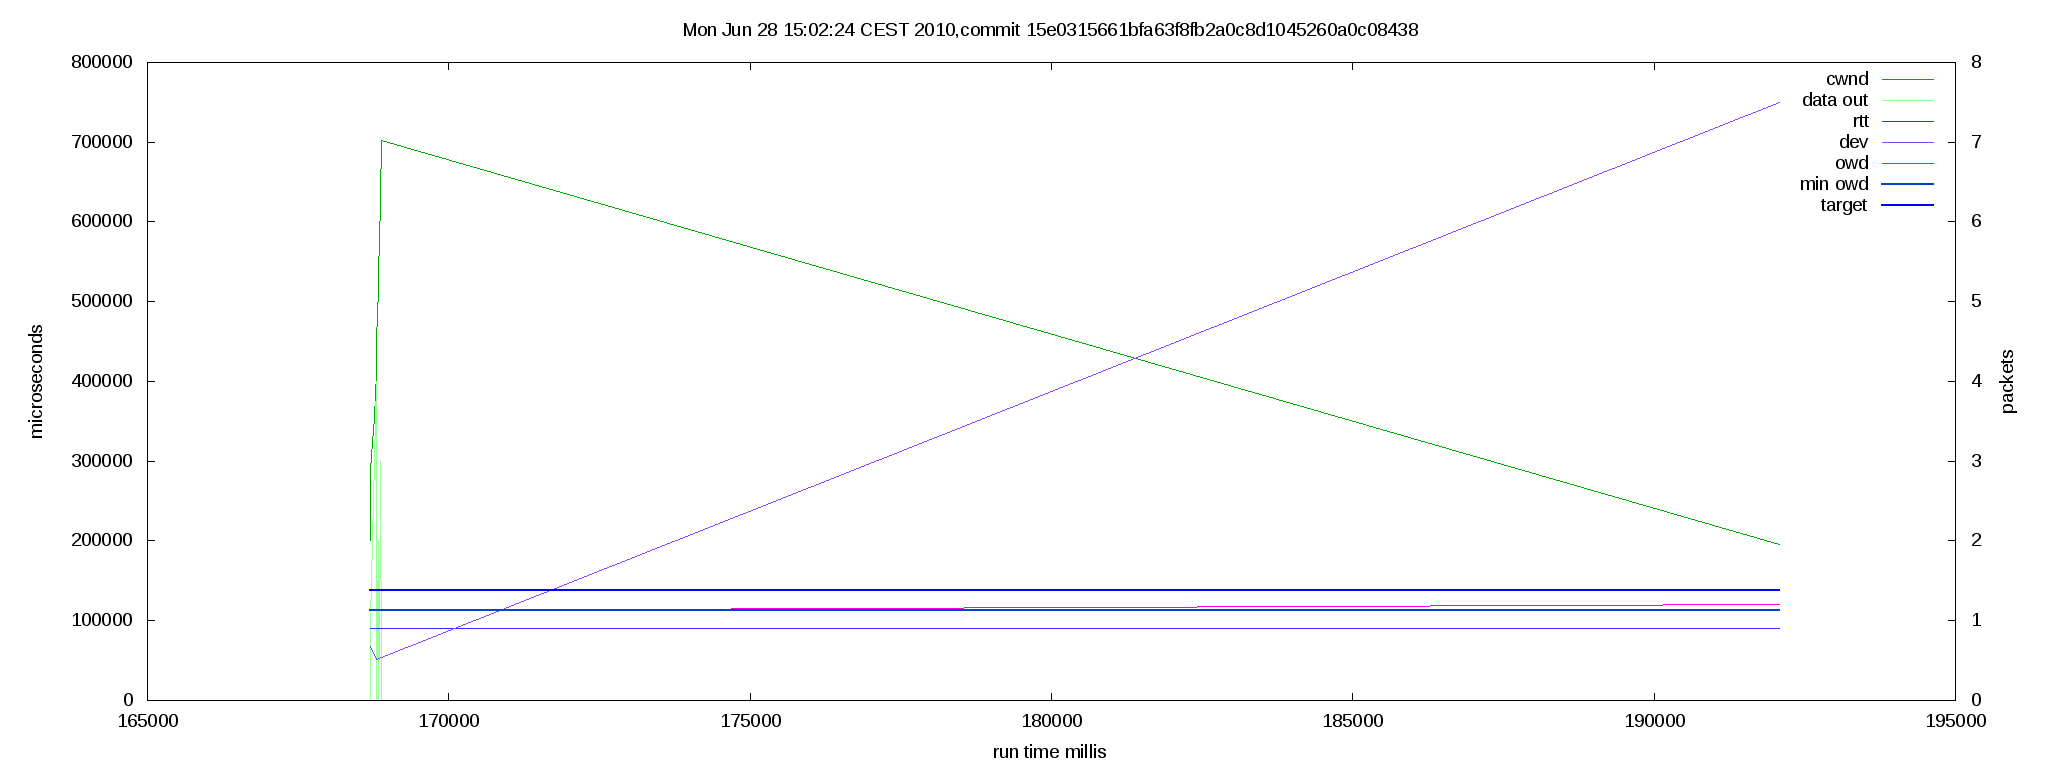 Mon Jun 28 15:02:24 CEST 2010,commit 15e0315661bfa63f8fb2a0c8d1045260a0c08438
800000
700000
600000
500000
400000
300000
200000
100000
0
microseconds
8
7
6
5
4
3
2
1
0
packets
cwnd
data out
rtt
dev
owd
min owd
target
165000 170000 175000 180000 185000 190000 195000
run time millis